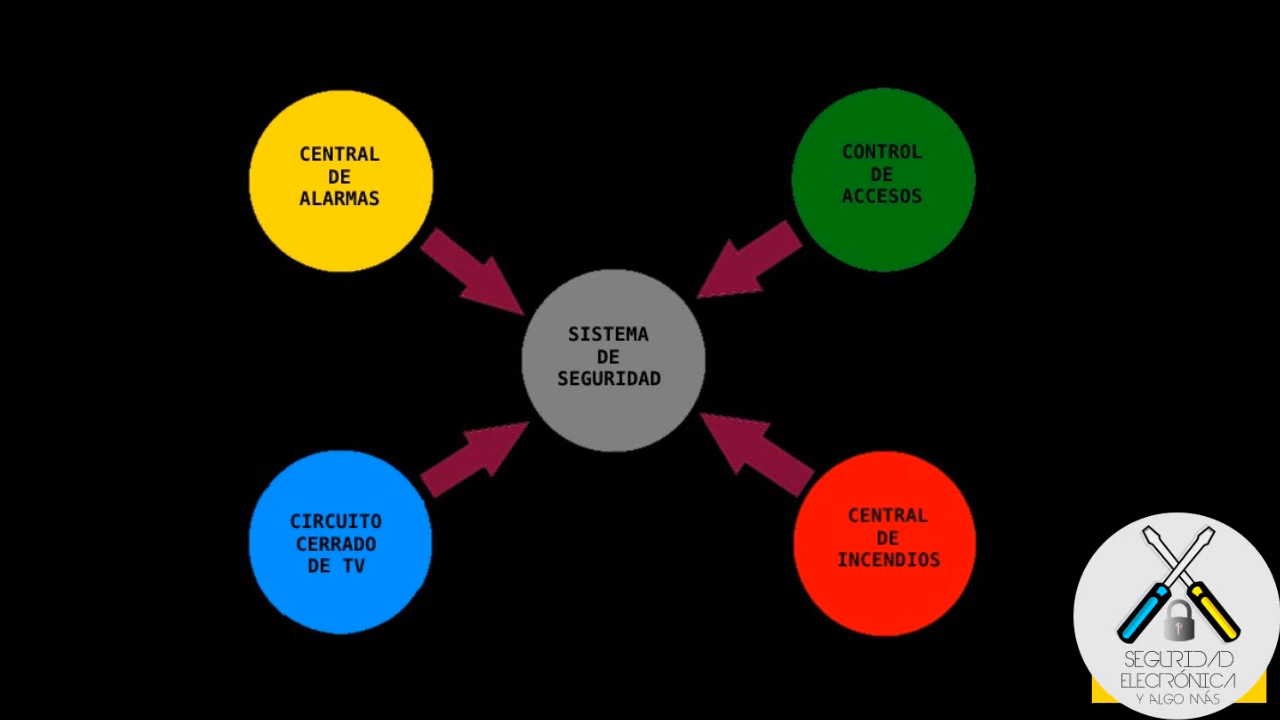 CENTRAL
DE
ALARMAS
CONTROL
DE
ACCESOS
SISTEMA
DE
SEGURIDAD
CIRCUITO
CERRADO
DE TV
CENTRAL
DE
INCENDIOS
SEGURIDAD
ELECTRÓNICA
Y ALGO MÁS